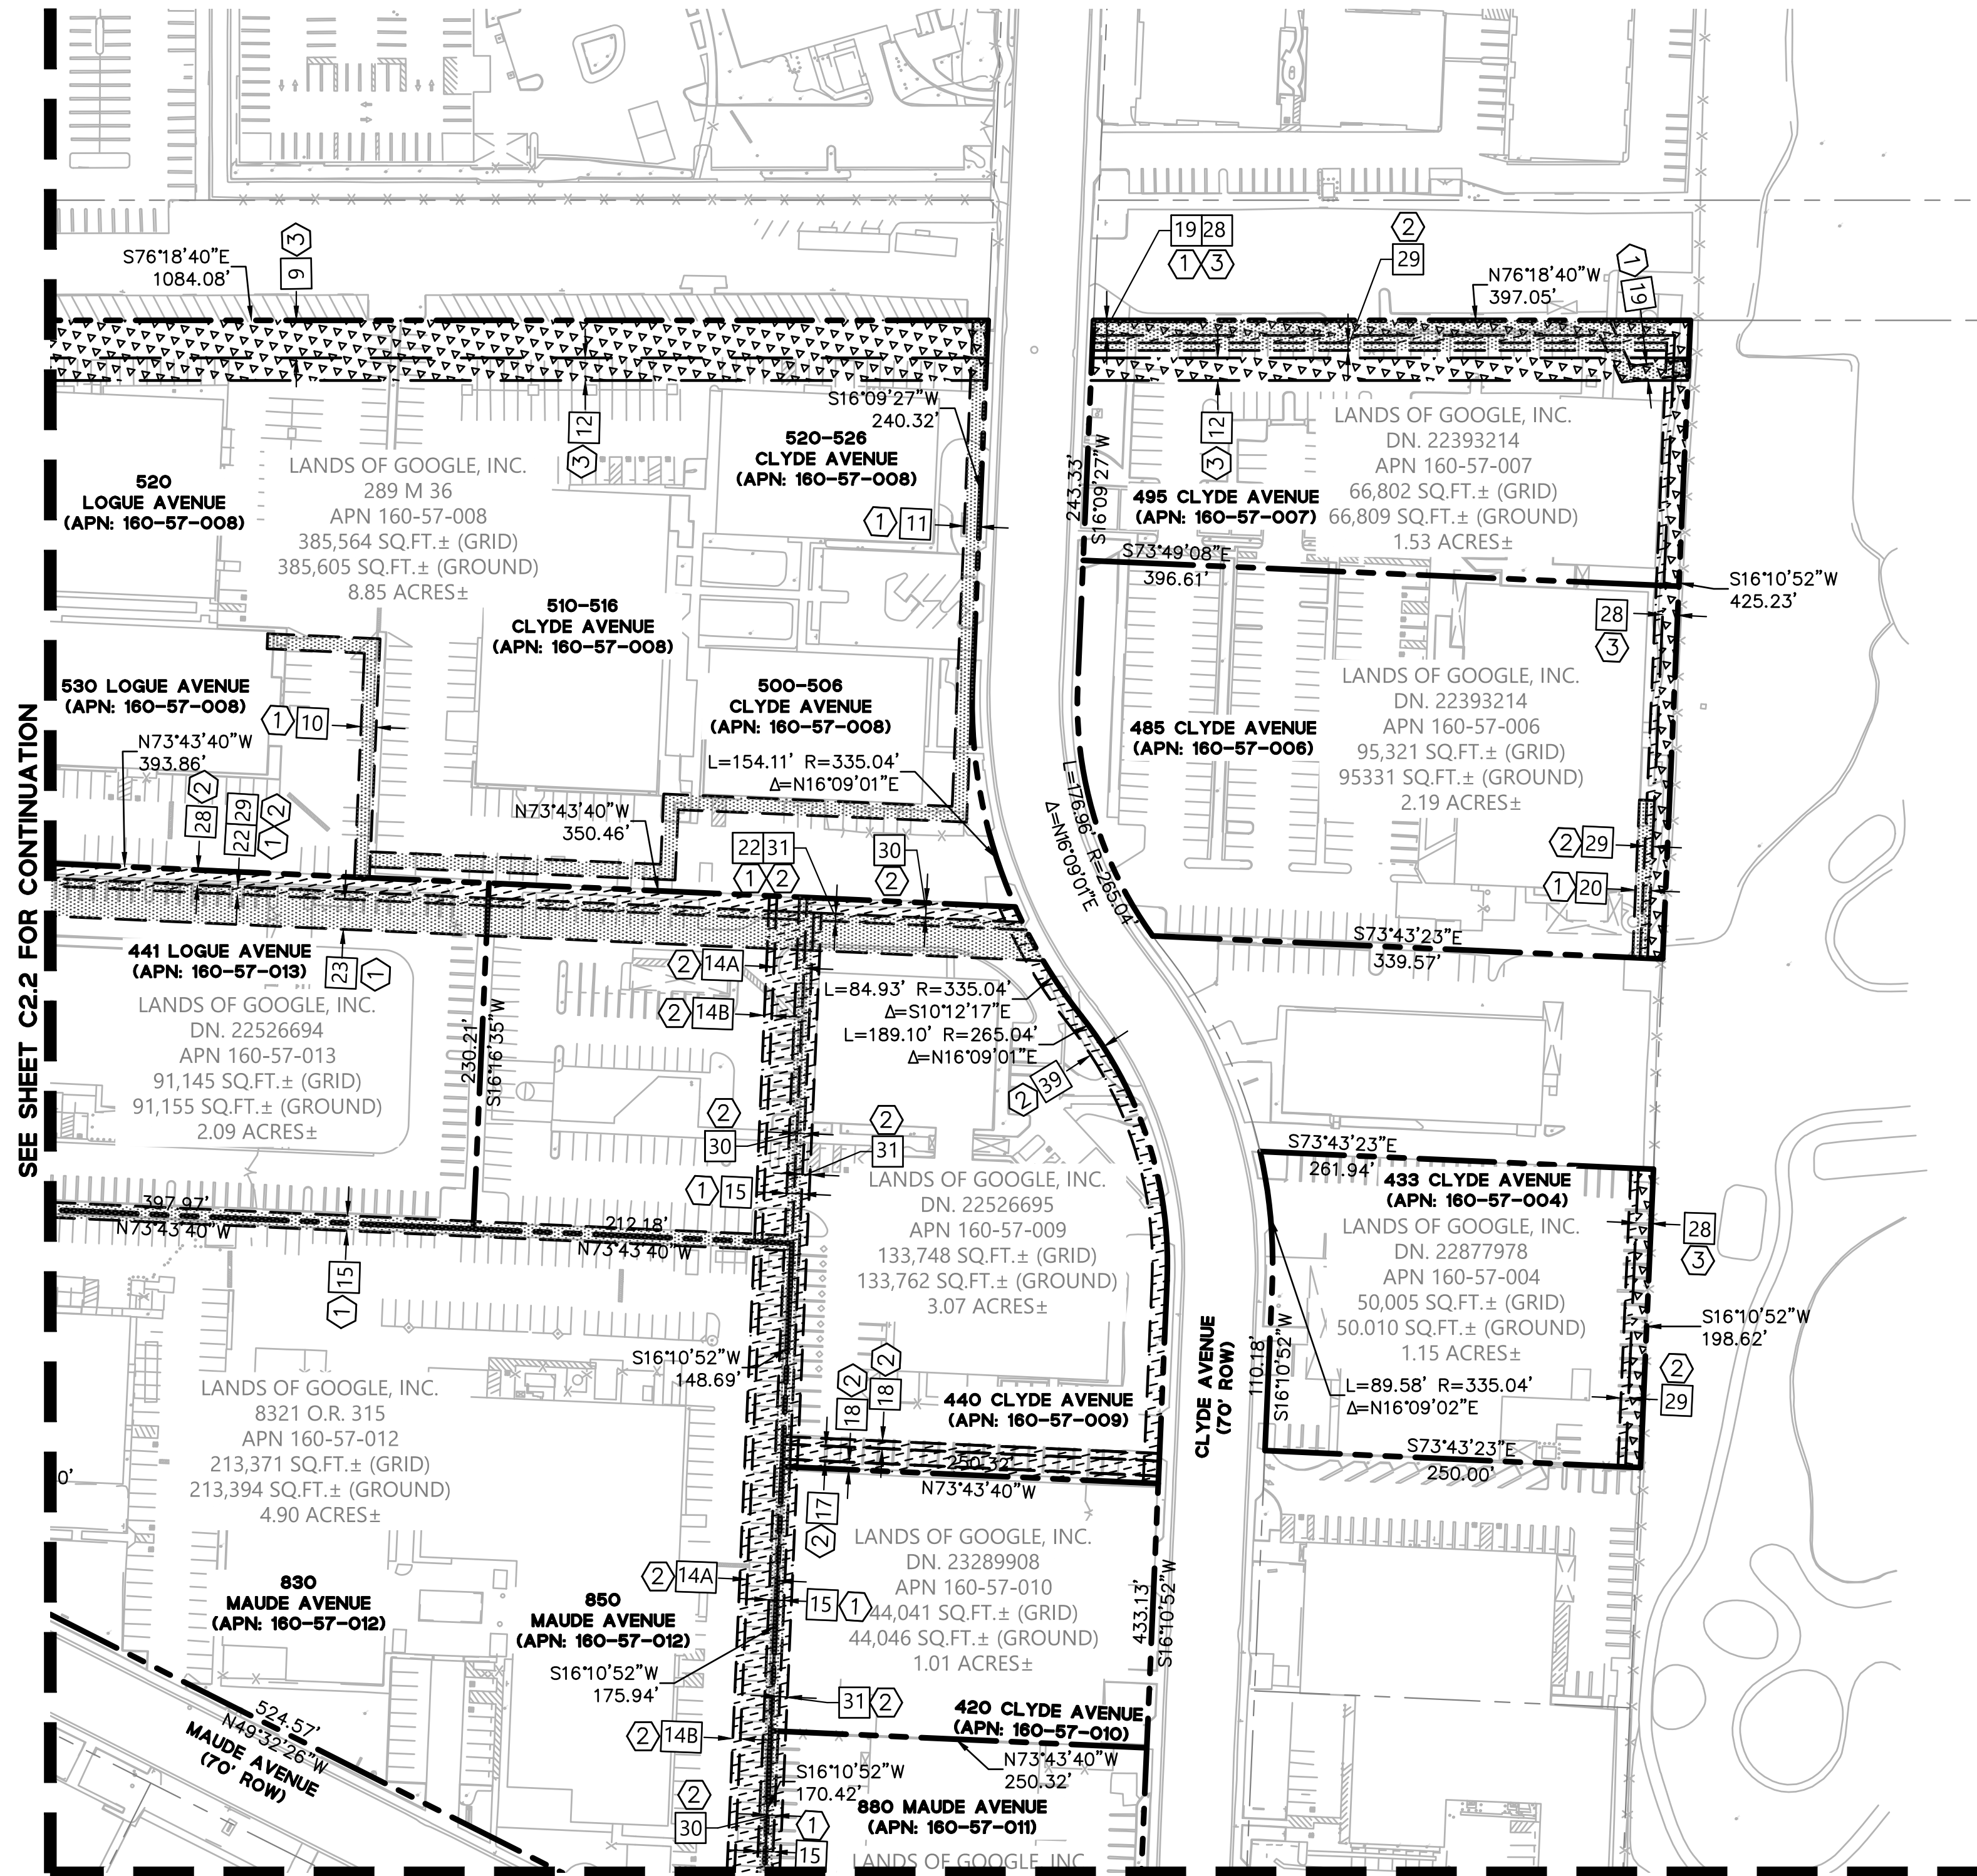 SEE SHEET C2.2 FOR CONTINUATION
S76°18'40"E
1084.08'
3
9
12
3
S16°09'27"W
240.32'
520-526
CLYDE AVENUE
(APN: 160-57-008)
1 11
520
LOGUE AVENUE
(APN: 160-57-008)
LANDS OF GOOGLE, INC.
289 M 36
APN 160-57-008
385,564 SQ.FT.± (GRID)
385,605 SQ.FT.± (GROUND)
8.85 ACRES±
510-516
CLYDE AVENUE
(APN: 160-57-008)
530 LOGUE AVENUE
(APN: 160-57-008)
1 10
500-506
CLYDE AVENUE
(APN: 160-57-008)
L=154.11' R=335.04'
Δ=N16°09'01"E
N73°43'40"W
393.86'
2
28
29 2
22 1
N73°43'40"W
350.46'
22 31
1 2
30
2
19 28
1 3
2
29
N76°18'40"W
397.05'
1
19
12
3
243.33'
S16°09'27"W
LANDS OF GOOGLE, INC.
DN. 22393214
APN 160-57-007
66,802 SQ.FT.± (GRID)
66,809 SQ.FT.± (GROUND)
1.53 ACRES±
495 CLYDE AVENUE
(APN: 160-57-007)
S73°49'08"E
396.61'
S16°10'52"W
425.23'
28
3
LANDS OF GOOGLE, INC.
DN. 22393214
APN 160-57-006
95,321 SQ.FT.± (GRID)
95331 SQ.FT.± (GROUND)
2.19 ACRES±
485 CLYDE AVENUE
(APN: 160-57-006)
L=176.96' R=265.04'
Δ=N16°09'01"E
2 29
1 20
S73°43'23"E
339.57'
441 LOGUE AVENUE
(APN: 160-57-013)
23 1
LANDS OF GOOGLE, INC.
DN. 22526694
APN 160-57-013
91,145 SQ.FT.± (GRID)
91,155 SQ.FT.± (GROUND)
2.09 ACRES±
230.21'
S16°16'35"W
2 14A
2 14B
L=84.93' R=335.04'
Δ=S10°12'17"E
L=189.10' R=265.04'
Δ=N16°09'01"E
2 39
2
30
2
31
1 15
397.97'
N73°43'40"W
212.18'
N73°43'40"W
15
1
LANDS OF GOOGLE, INC.
DN. 22526695
APN 160-57-009
133,748 SQ.FT.± (GRID)
133,762 SQ.FT.± (GROUND)
3.07 ACRES±
S73°43'23"E
261.94'
433 CLYDE AVENUE
(APN: 160-57-004)
LANDS OF GOOGLE, INC.
DN. 22877978
APN 160-57-004
50,005 SQ.FT.± (GRID)
50.010 SQ.FT.± (GROUND)
1.15 ACRES±
28
3
S16°10'52"W
198.62'
2
29
L=89.58' R=335.04'
Δ=N16°09'02"E
110.18'
S16°10'52"W
CLYDE AVENUE
(70' ROW)
S73°43'23"E
250.00'
S16°10'52"W
148.69'
2
18
2
18
440 CLYDE AVENUE
(APN: 160-57-009)
250.32'
N73°43'40"W
17
2
LANDS OF GOOGLE, INC.
8321 O.R. 315
APN 160-57-012
213,371 SQ.FT.± (GRID)
213,394 SQ.FT.± (GROUND)
4.90 ACRES±
0'
LANDS OF GOOGLE, INC.
DN. 23289908
APN 160-57-010
44,041 SQ.FT.± (GRID)
44,046 SQ.FT.± (GROUND)
1.01 ACRES±
433.13'
S16°10'52"W
830
MAUDE AVENUE
(APN: 160-57-012)
850
MAUDE AVENUE
(APN: 160-57-012)
2 14A
15 1
S16°10'52"W
175.94'
31 2
2 14B
420 CLYDE AVENUE
(APN: 160-57-010)
N73°43'40"W
250.32'
524.57'
N49°32'26"W
MAUDE AVENUE
(70' ROW)
S16°10'52"W
170.42'
880 MAUDE AVENUE
(APN: 160-57-011)
2
30
1
15
LANDS OF GOOGLE, INC.